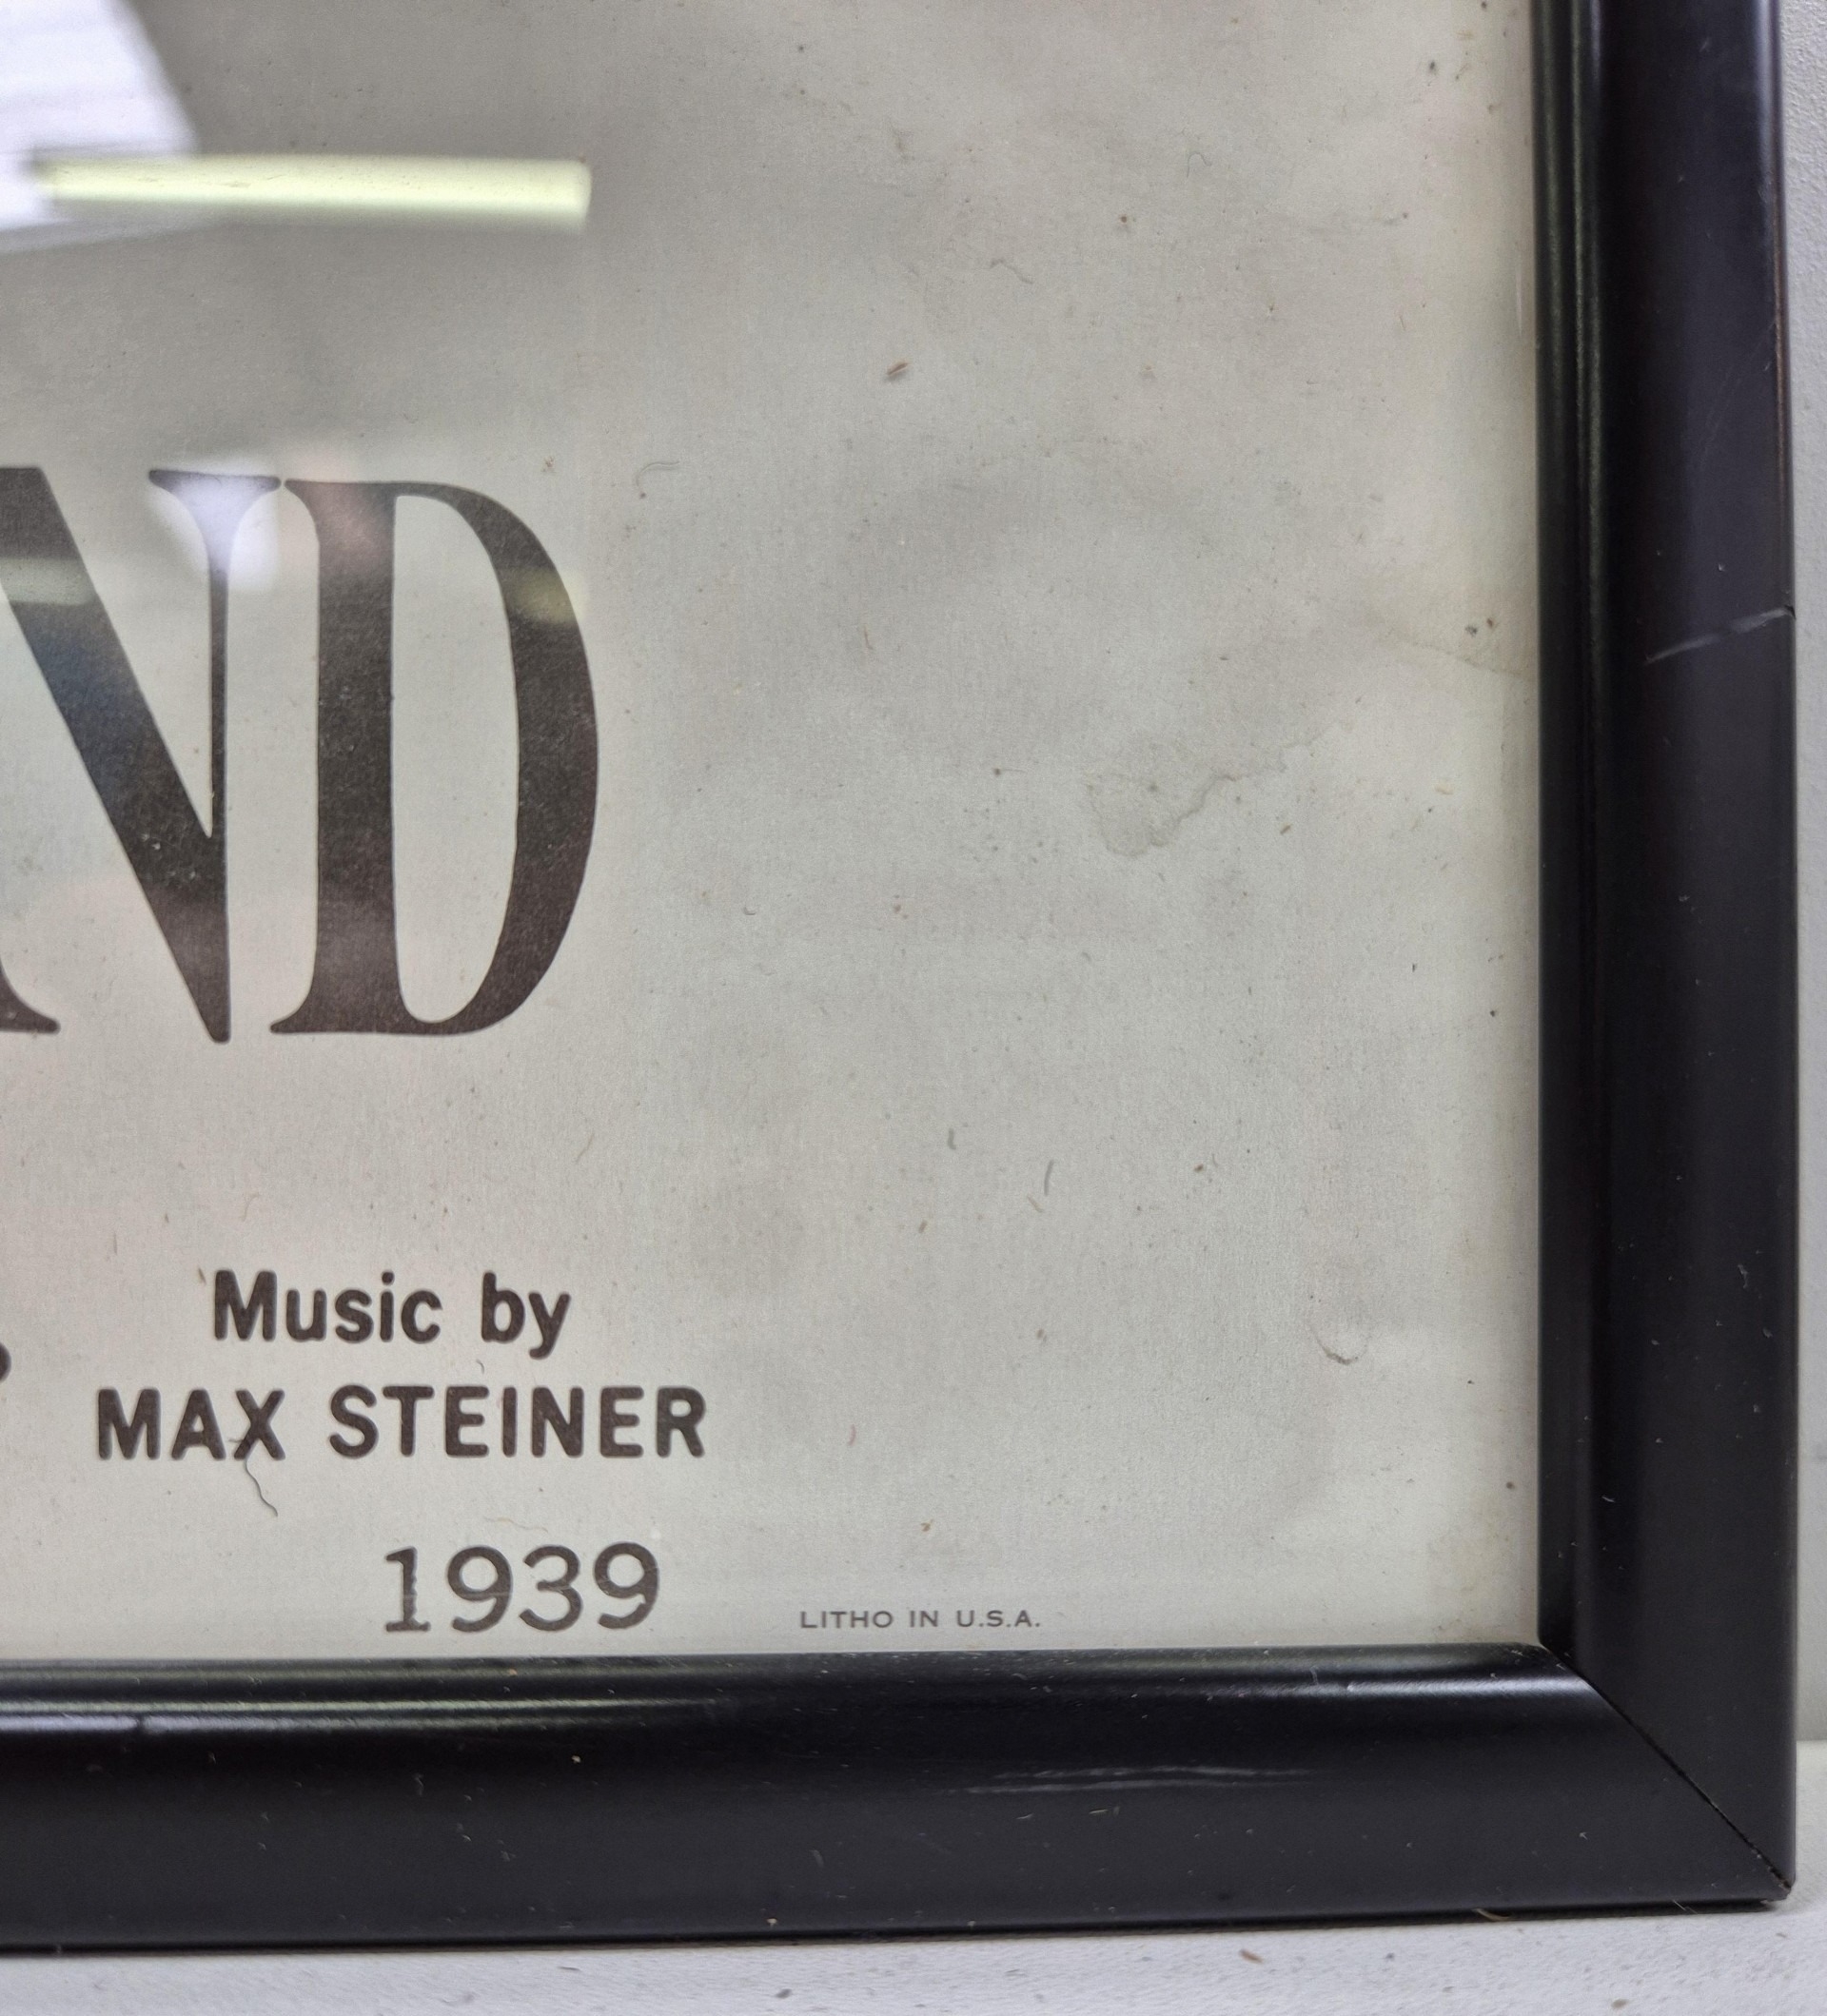 ND
Music by
MAX STEINER
1939
LITHO IN U.S.A.